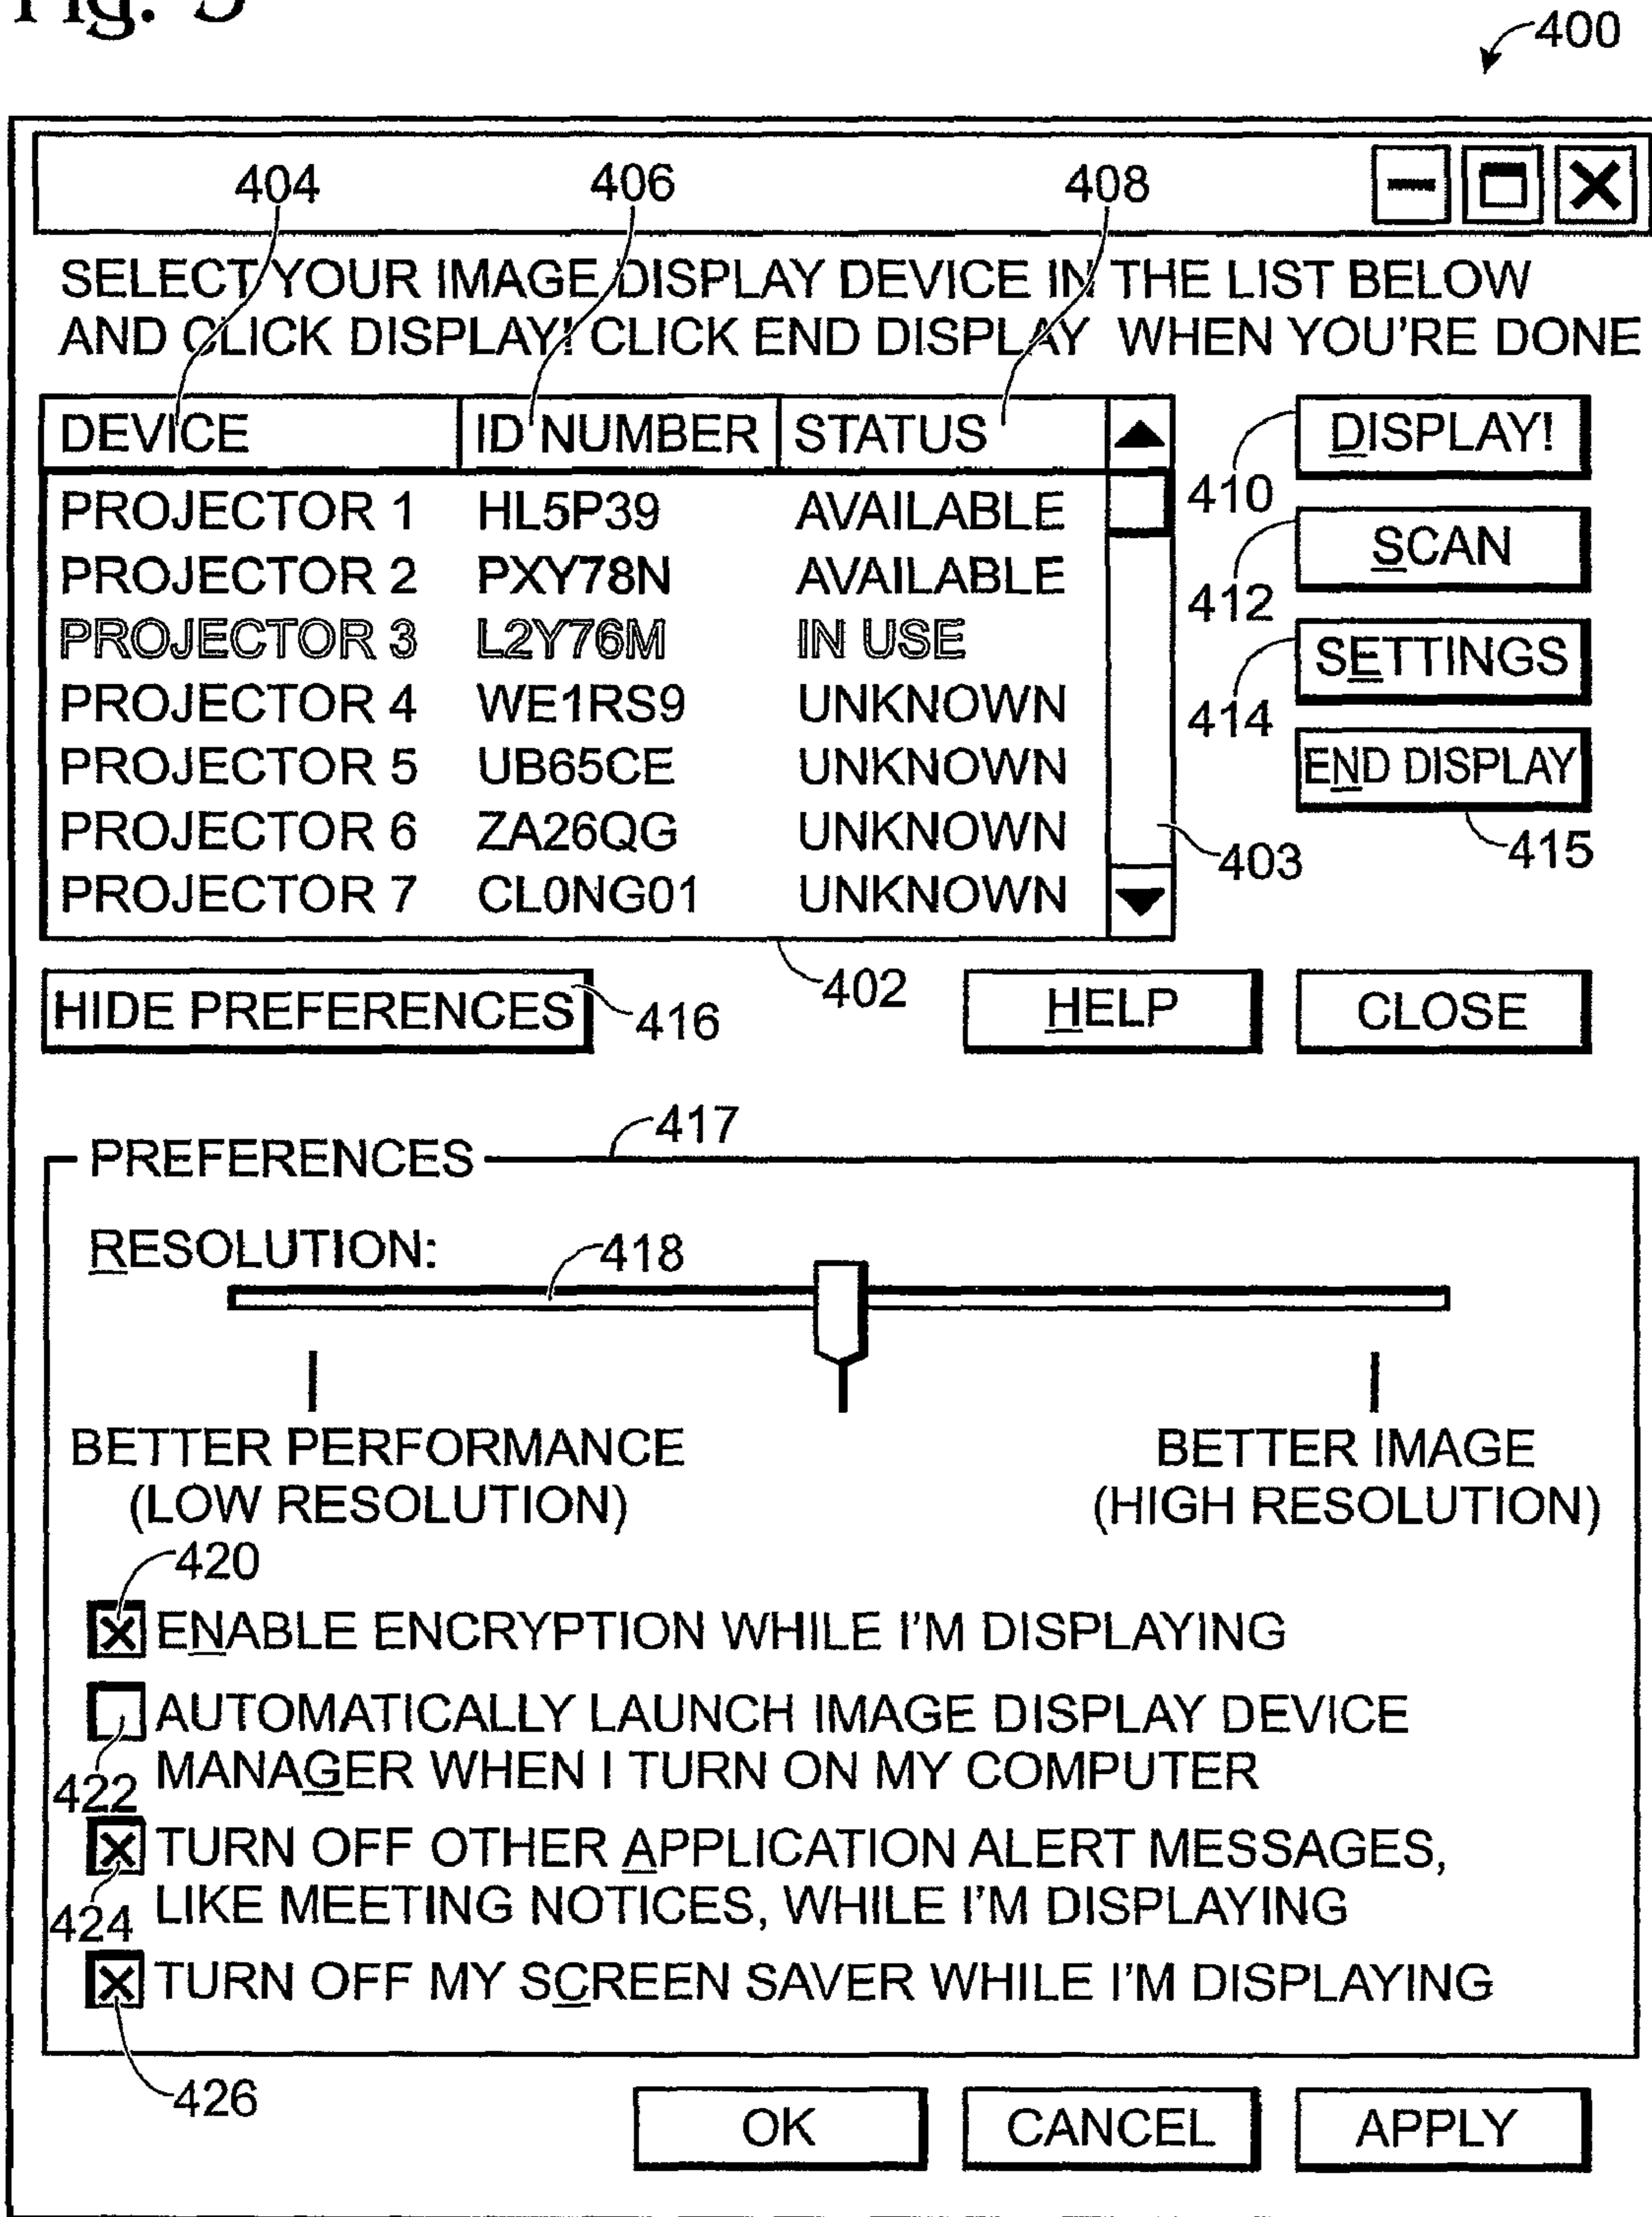 Fig. 5
400
404 406 408
SELECT YOUR IMAGE DISPLAY DEVICE IN THE LIST BELOW
AND CLICK DISPLAY! CLICK END DISPLAY WHEN YOU'RE DONE
DEVICE ID NUMBER STATUS
PROJECTOR 1 HL5P39 AVAILABLE
PROJECTOR 2 PXY78N AVAILABLE
PROJECTOR 3 L2Y76M IN USE
PROJECTOR 4 WE1RS9 UNKNOWN
PROJECTOR 5 UB65CE UNKNOWN
PROJECTOR 6 ZA26QG UNKNOWN
PROJECTOR 7 CLONG01 UNKNOWN
DISPLAY!
410
SCAN
412
SETTINGS
414
END DISPLAY
415
403
402
HIDE PREFERENCES 416 HELP CLOSE
417
PREFERENCES
RESOLUTION: 418
BETTER PERFORMANCE
(LOW RESOLUTION)
BETTER IMAGE
(HIGH RESOLUTION)
420
ENABLE ENCRYPTION WHILE I'M DISPLAYING
AUTOMATICALLY LAUNCH IMAGE DISPLAY DEVICE
MANAGER WHEN I TURN ON MY COMPUTER
422
TURN OFF OTHER APPLICATION ALERT MESSAGES,
LIKE MEETING NOTICES, WHILE I'M DISPLAYING
424
TURN OFF MY SCREEN SAVER WHILE I'M DISPLAYING
426
OK CANCEL APPLY